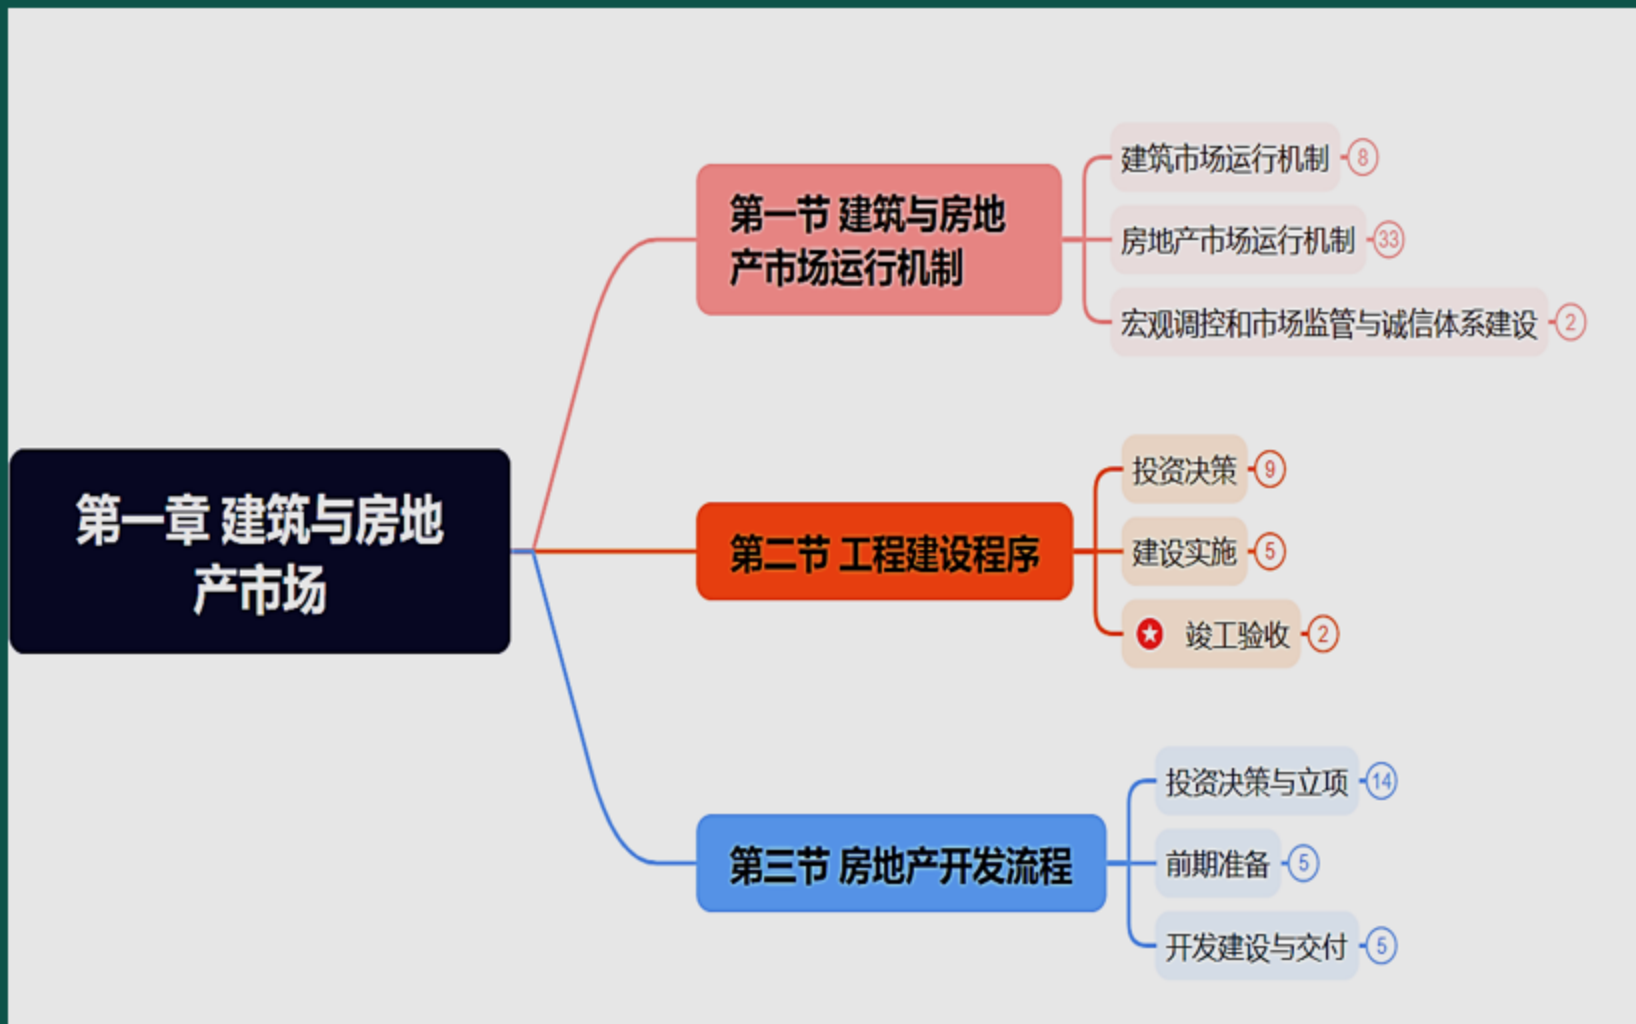 第一章 建筑与房地
产市场
第一节 建筑与房地
产市场运行机制
建筑市场运行机制 8
房地产市场运行机制 33
宏观调控和市场监管与诚信体系建设 2
第二节 工程建设程序
投资决策 9
建设实施 5
竣工验收 2
第三节 房地产开发流程
投资决策与立项 14
前期准备 5
开发建设与交付 5